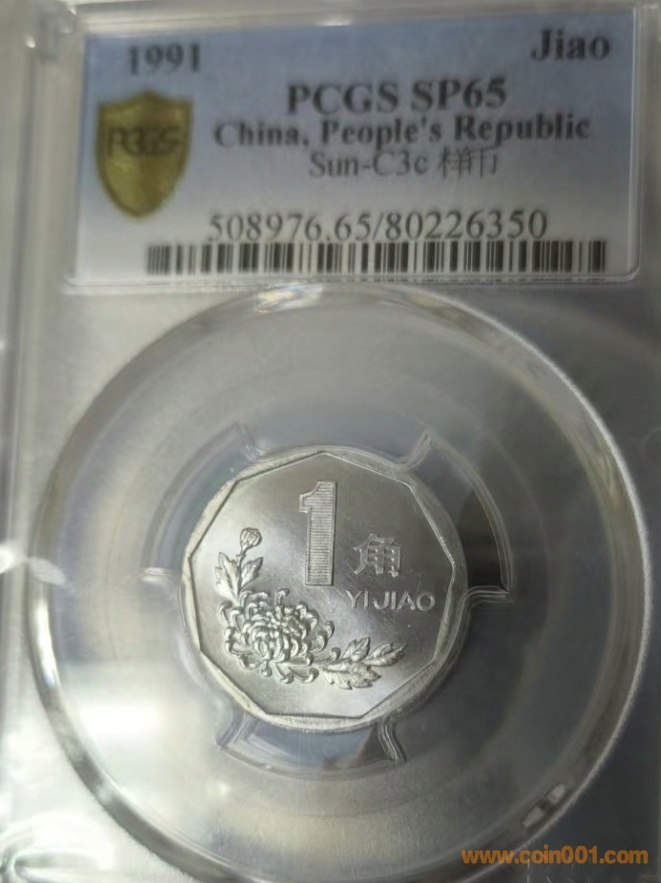 1991 Jiao
PCGS SP65
PCGS
China, People's Republic
Sun-C3c 样币
508976.65/80226350
1
角
YI JIAO
www.coin001.com